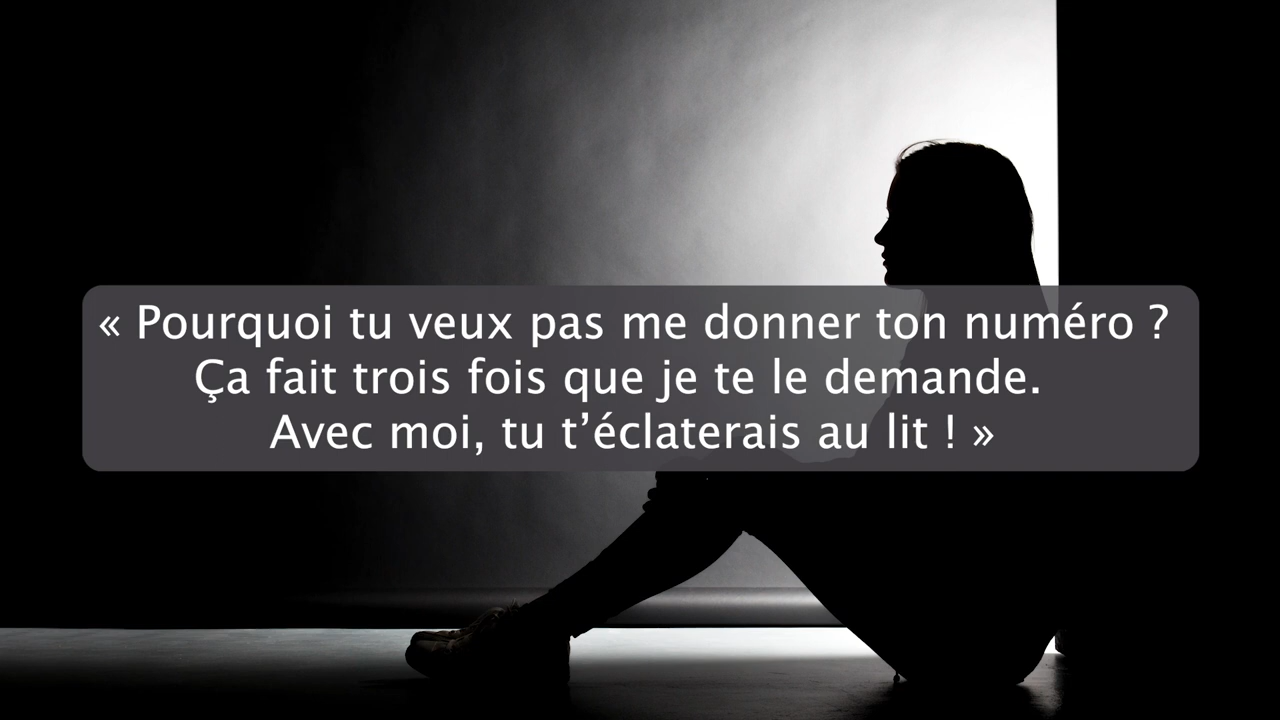 « Pourquoi tu veux pas me donner ton numéro ?
Ça fait trois fois que je te le demande.
Avec moi, tu t’éclaterais au lit ! »